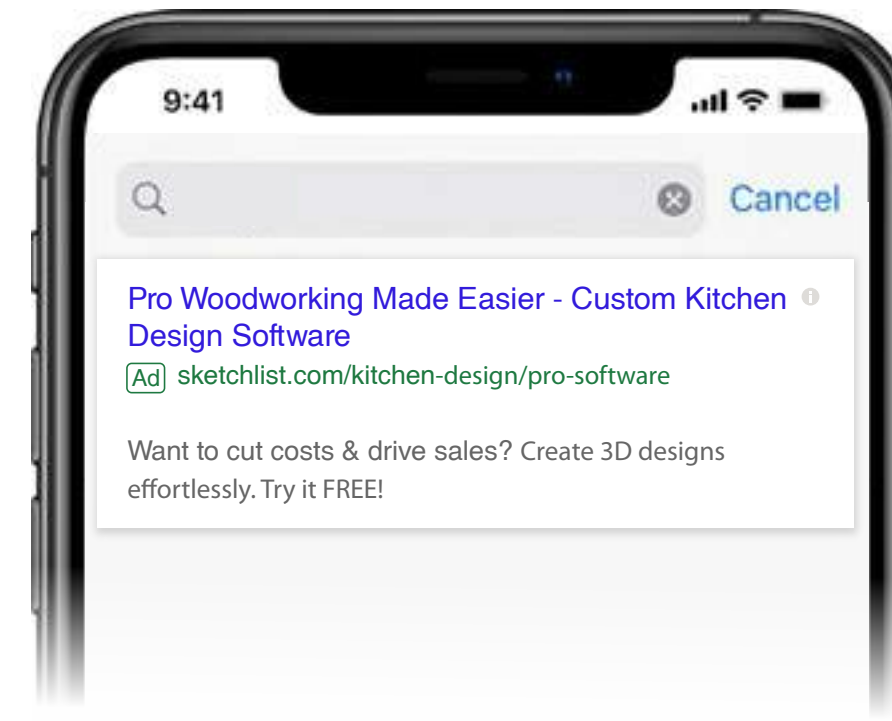 9:41
Cancel
Pro Woodworking Made Easier - Custom Kitchen
Design Software
Ad sketchlist.com/kitchen-design/pro-software
Want to cut costs & drive sales? Create 3D designs
effortlessly. Try it FREE!